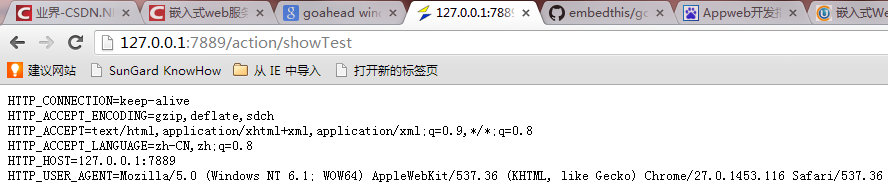 业界-CSDN.NE
嵌入式web服务
goahead wind
127.0.0.1:7889
embedthis/go
Appweb开发指
嵌入式We
127.0.0.1:7889/action/showTest
建议网站
SunGard KnowHow
从 IE 中导入
打开新的标签页
HTTP_CONNECTION=keep-alive
HTTP_ACCEPT_ENCODING=gzip,deflate,sdch
HTTP_ACCEPT=text/html,application/xhtml+xml,application/xml;q=0.9,*/*;q=0.8
HTTP_ACCEPT_LANGUAGE=zh-CN,zh;q=0.8
HTTP_HOST=127.0.0.1:7889
HTTP_USER_AGENT=Mozilla/5.0 (Windows NT 6.1; WOW64) AppleWebKit/537.36 (KHTML, like Gecko) Chrome/27.0.1453.116 Safari/537.36